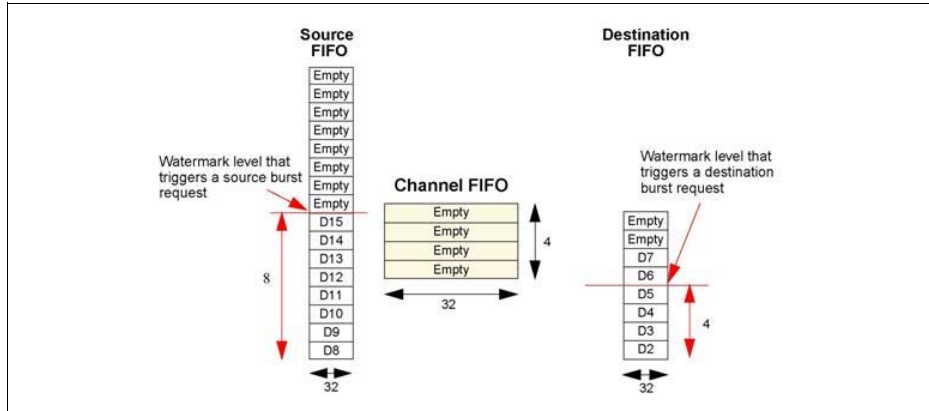 Source
FIFO
Empty
Empty
Empty
Empty
Empty
Empty
Empty
Empty
D15
D14
D13
D12
D11
D10
D9
D8
32
Watermark level that
triggers a source burst
request
8
Channel FIFO
Empty
Empty
Empty
Empty
4
32
Destination
FIFO
Watermark level that
triggers a destination
burst request
Empty
Empty
D7
D6
D5
D4
D3
D2
4
32